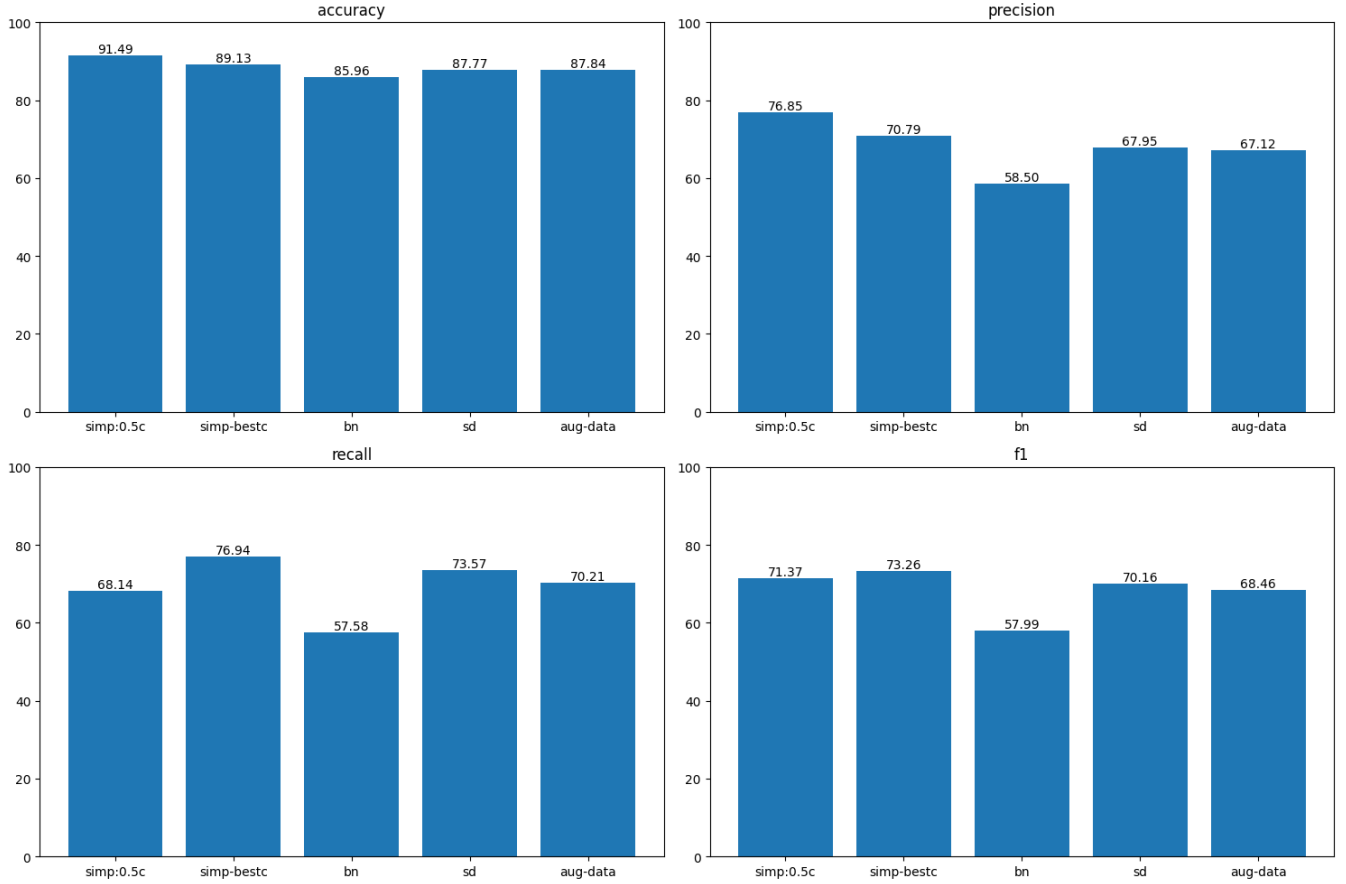 accuracy
100
80
60
40
20
0
91.49 89.13 85.96 87.77 87.84
simp:0.5c simp-bestc bn sd aug-data
precision
100
80
60
40
20
0
76.85 70.79 58.50 67.95 67.12
simp:0.5c simp-bestc bn sd aug-data
recall
100
80
60
40
20
0
68.14 76.94 57.58 73.57 70.21
simp:0.5c simp-bestc bn sd aug-data
f1
100
80
60
40
20
0
71.37 73.26 57.99 70.16 68.46
simp:0.5c simp-bestc bn sd aug-data